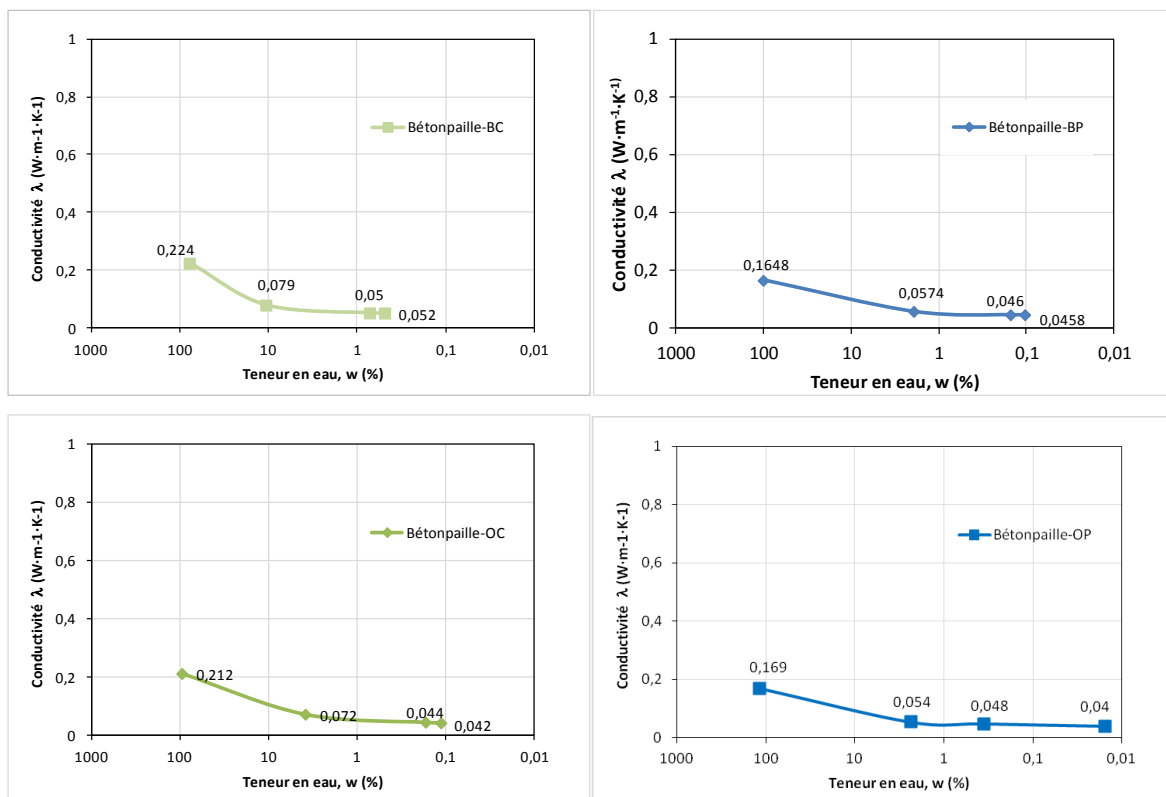 1
0,8
0,6
0,4
0,2
0
Conductivité λ (W·m-1·K-1)
Bétonpaille-BC
0,224
0,079
0,05
0,052
1000 100 10 1 0,1 0,01
Teneur en eau, w (%)
1
0,8
0,6
0,4
0,2
0
Conductivité λ (W·m⁻¹·K⁻¹)
Bétonpaille-BP
0,1648
0,0574
0,046
0,0458
1000 100 10 1 0,1 0,01
Teneur en eau, w (%)
1
0,8
0,6
0,4
0,2
0
Conductivité λ (W·m-1·K-1)
Bétonpaille-OC
0,212
0,072
0,044
0,042
1000 100 10 1 0,1 0,01
Teneur en eau, w (%)
1
0,8
0,6
0,4
0,2
0
Conductivité λ (W·m-1·K-1)
Bétonpaille-OP
0,169
0,054
0,048
0,04
1000 100 10 1 0,1 0,01
Teneur en eau, w (%)